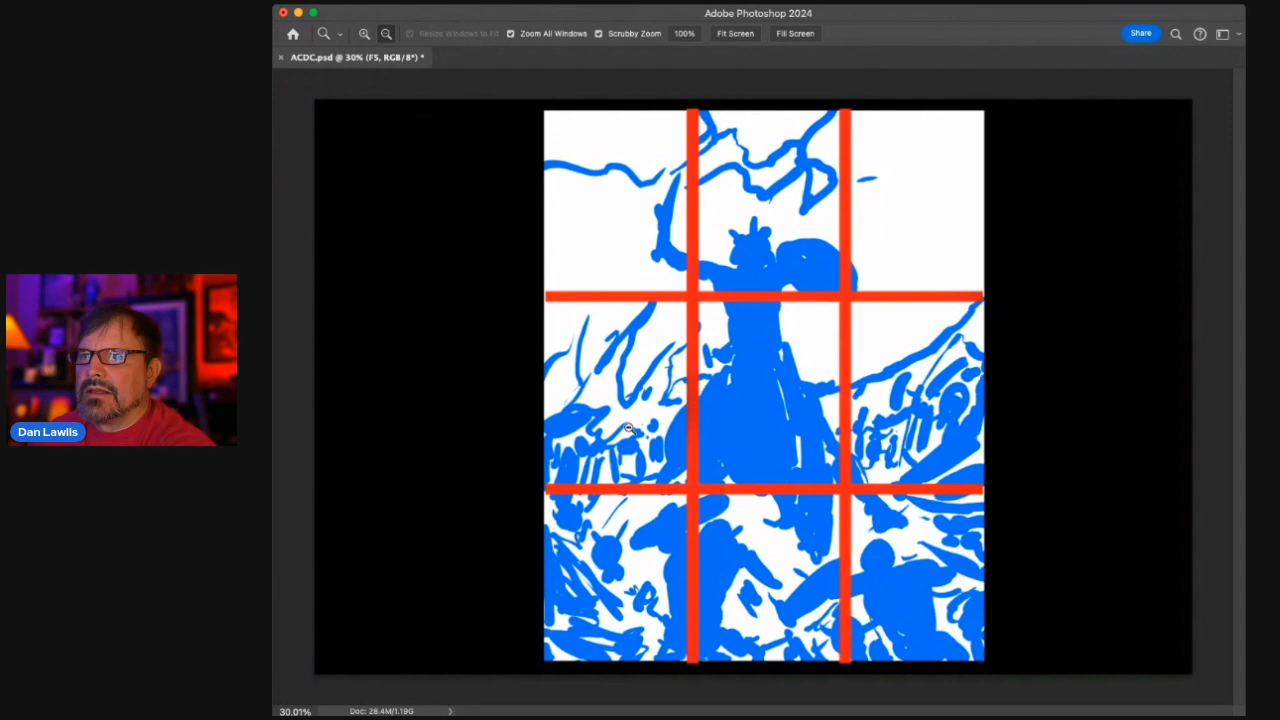 Adobe Photoshop 2024
Resize Windows to Fit Zoom All Windows Scrubby Zoom 100% Fit Screen Fill Screen Share
ACDC.psd @ 30% (F5, RGB/8*) *
Dan Lawlis
30.01% Doc: 28.4M/1.19G